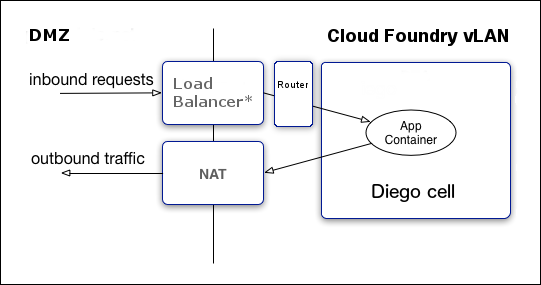 DMZ
Cloud Foundry vLAN
inbound requests
Load
Balancer*
Router
App
Container
outbound traffic
NAT
Diego cell